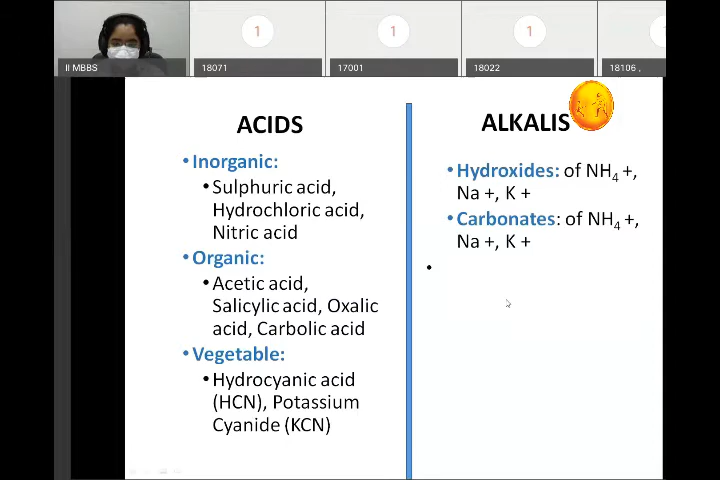 1
1
1
1
II MBBS
18071
17001
18022
18106 ,
ACIDS
• Inorganic:
• Sulphuric acid,
Hydrochloric acid,
Nitric acid
• Organic:
• Acetic acid,
Salicylic acid, Oxalic
acid, Carbolic acid
• Vegetable:
• Hydrocyanic acid
(HCN), Potassium
Cyanide (KCN)
ALKALIS
• Hydroxides: of NH₄ +,
Na +, K +
• Carbonates: of NH₄ +,
Na +, K +
•